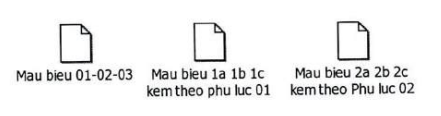 Mau bieu 01-02-03
Mau bieu 1a 1b 1c
kem theo phu luc 01
Mau bieu 2a 2b 2c
kem theo Phu luc 02